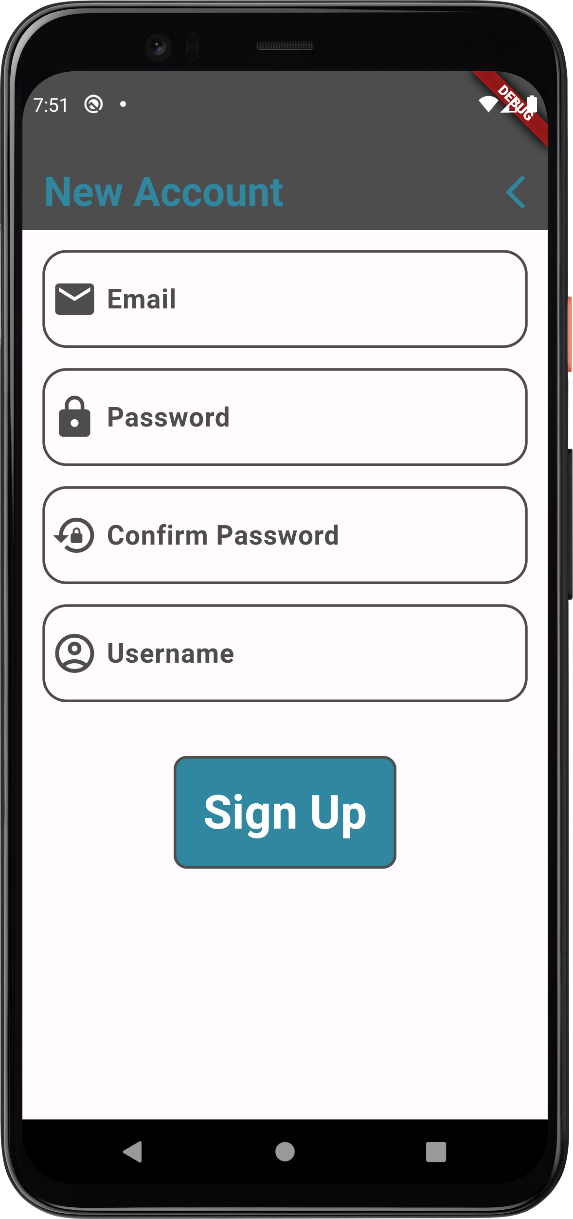 7:51
DEBUG
New Account
Email
Password
Confirm Password
Username
Sign Up